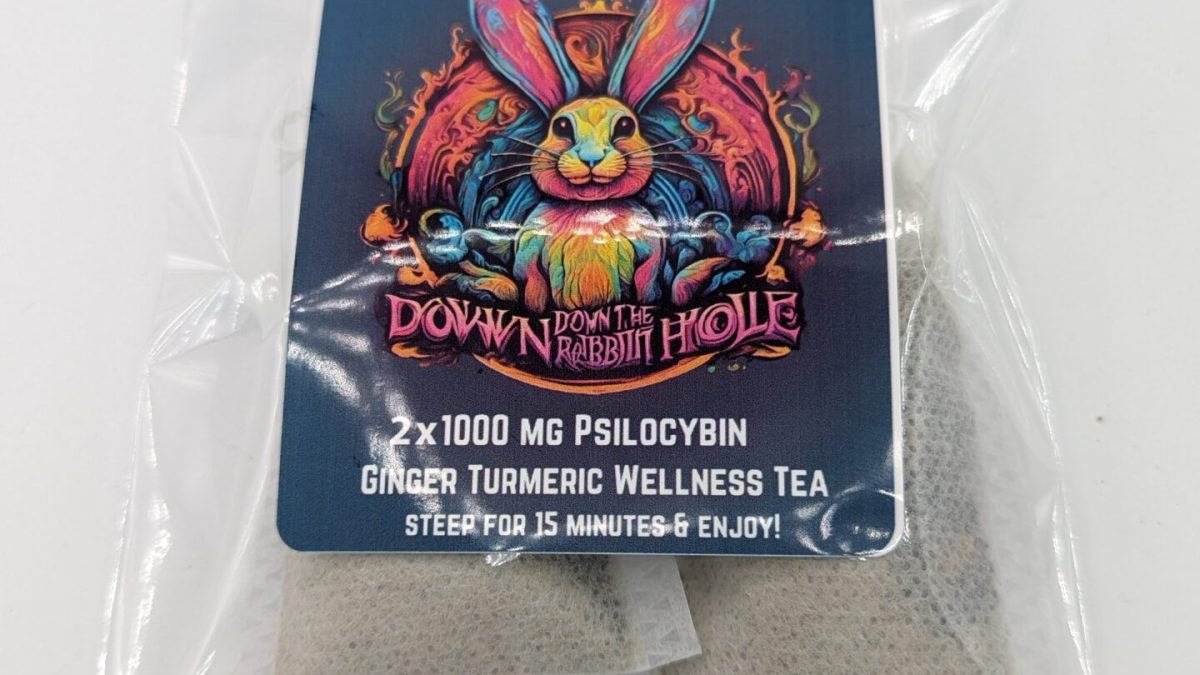 DOWN DOWN THE RABBIT HOLE
2x1000 MG PSILOCYBIN
GINGER TURMERIC WELLNESS TEA
STEEP FOR 15 MINUTES & ENJOY!